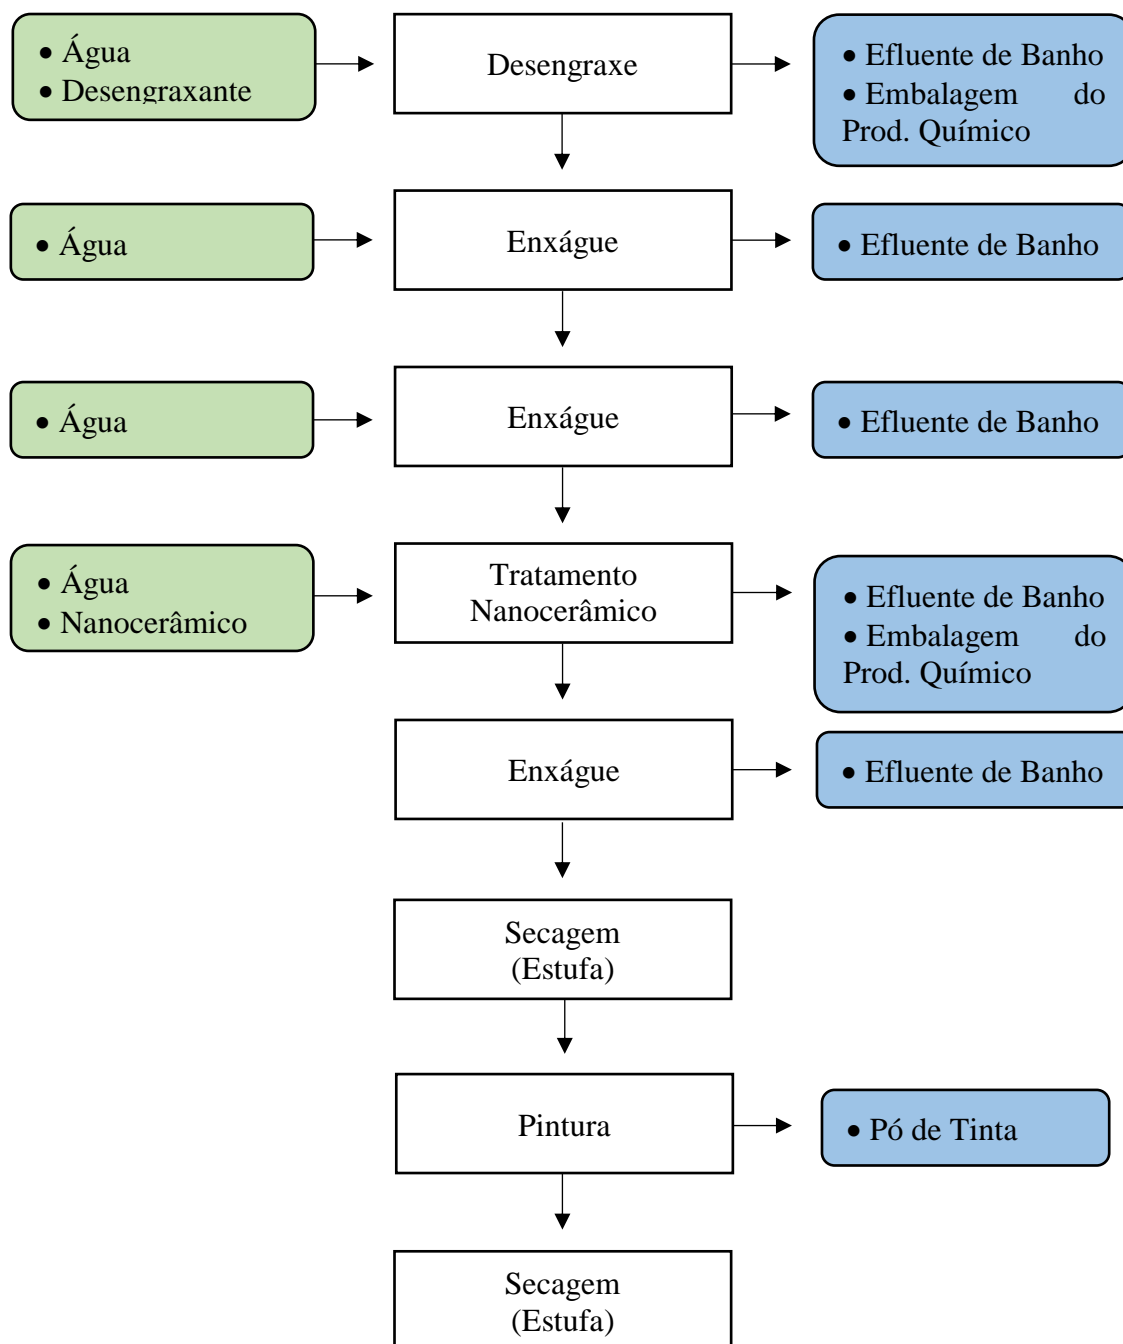 • Água
• Desengraxante
Desengraxe
• Efluente de Banho
• Embalagem do
Prod. Químico
• Água
Enxágue
• Efluente de Banho
• Água
Enxágue
• Efluente de Banho
• Água
• Nanocerâmico
Tratamento
Nanocerâmico
• Efluente de Banho
• Embalagem do
Prod. Químico
Enxágue
• Efluente de Banho
Secagem
(Estufa)
Pintura
• Pó de Tinta
Secagem
(Estufa)